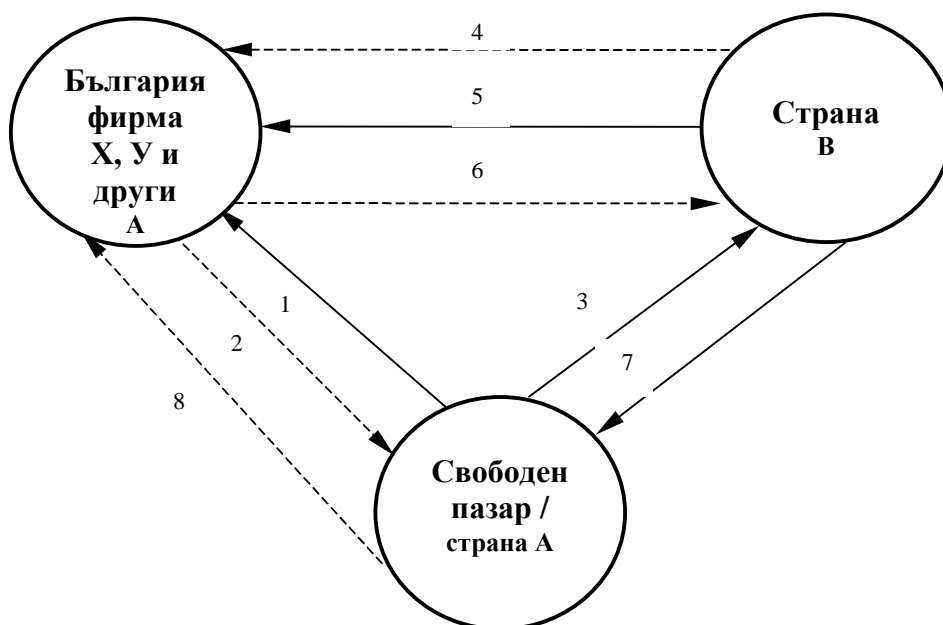 4
България
фирма
Х, У и
други
А
5
Страна
В
6
1
2
3
7
8
Свободен
пазар /
страна А